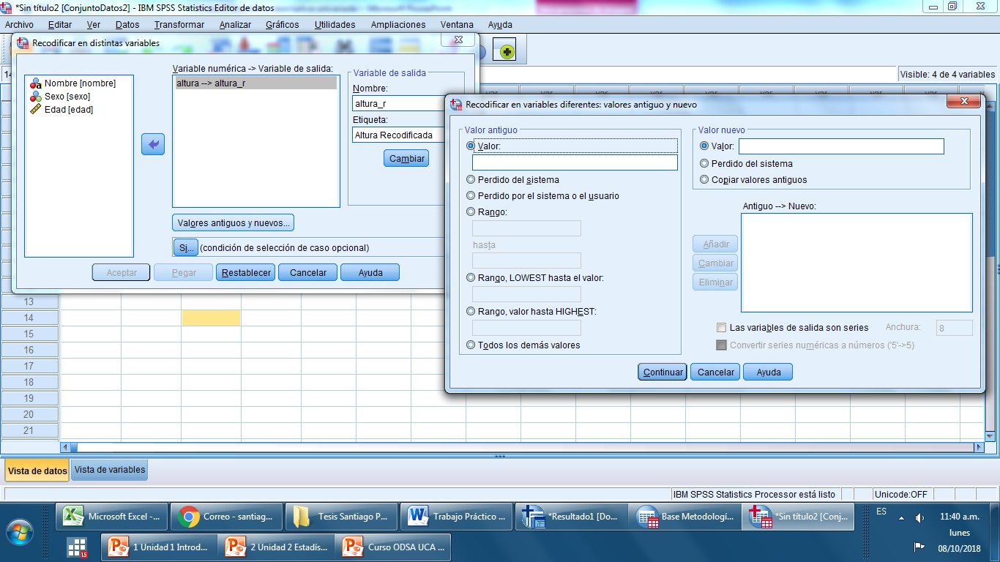 *Sin título2 [ConjuntoDatos2] - IBM SPSS Statistics Editor de datos
Archivo Editar Ver Datos Transformar Analizar Gráficos Utilidades Ampliaciones Ventana Ayuda
Visible: 4 de 4 variables
Recodificar en distintas variables
Nombre [nombre]
Sexo [sexo]
Edad [edad]
Variable numérica -> Variable de salida:
altura --> altura_r
Variable de salida
Nombre:
altura_r
Etiqueta:
Altura Recodificada
Cambiar
Valores antiguos y nuevos...
Si... (condición de selección de caso opcional)
Aceptar Pegar Restablecer Cancelar Ayuda
Recodificar en variables diferentes: valores antiguo y nuevo
Valor antiguo
Valor:
Perdido del sistema
Perdido por el sistema o el usuario
Rango:
hasta
Rango, LOWEST hasta el valor:
Rango, valor hasta HIGHEST:
Todos los demás valores
Valor nuevo
Valor:
Perdido del sistema
Copiar valores antiguos
Antiguo --> Nuevo:
Añadir
Cambiar
Eliminar
Las variables de salida son series Anchura: 8
Convertir series numéricas a números ('5'->5)
Continuar Cancelar Ayuda
13
14
15
16
17
18
19
20
21
Vista de datos Vista de variables
IBM SPSS Statistics Processor está listo Unicode:OFF
Microsoft Excel -... Correo - santiag... Tesis Santiago P... Trabajo Práctico ... *Resultado1 [Do... Base Metodologí... *Sin título2 [Conj... ES 11:40 a.m.
lunes
15 1 Unidad 1 Introd... 2 Unidad 2 Estadís... Curso ODSA UCA ... 08/10/2018